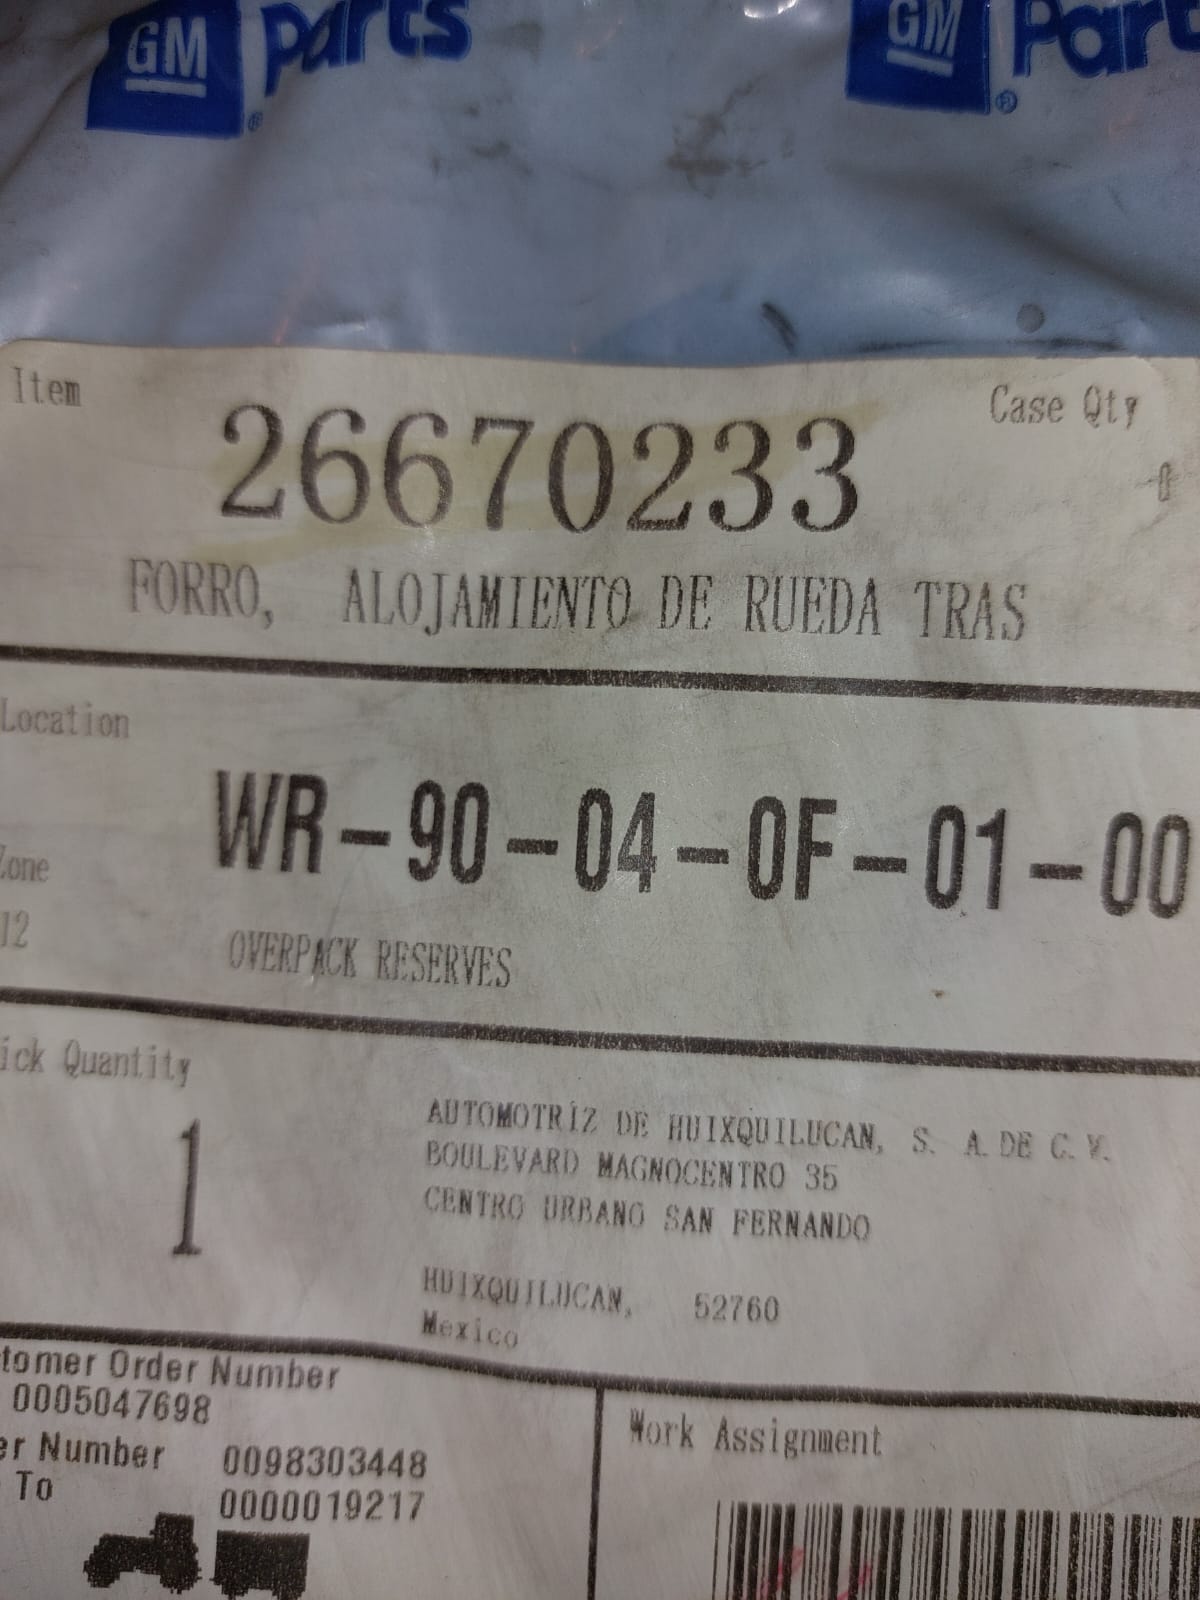 GM Parts
GM Part
Item
Case Qty
26670233
FORRO, ALOJAMIENTO DE RUEDA TRAS
Location
WR-90-04-0F-01-00
Zone
12
OVERPACK RESERVES
ick Quantity
1
AUTOMOTRÍZ DE HUIXQUILUCAN, S. A. DE C. V.
BOULEVARD MAGNOCENTRO 35
CENTRO URBANO SAN FERNANDO
HUIXQUILUCAN, 52760
Mexico
tomer Order Number
0005047698
er Number 0098303448
To 0000019217
Work Assignment